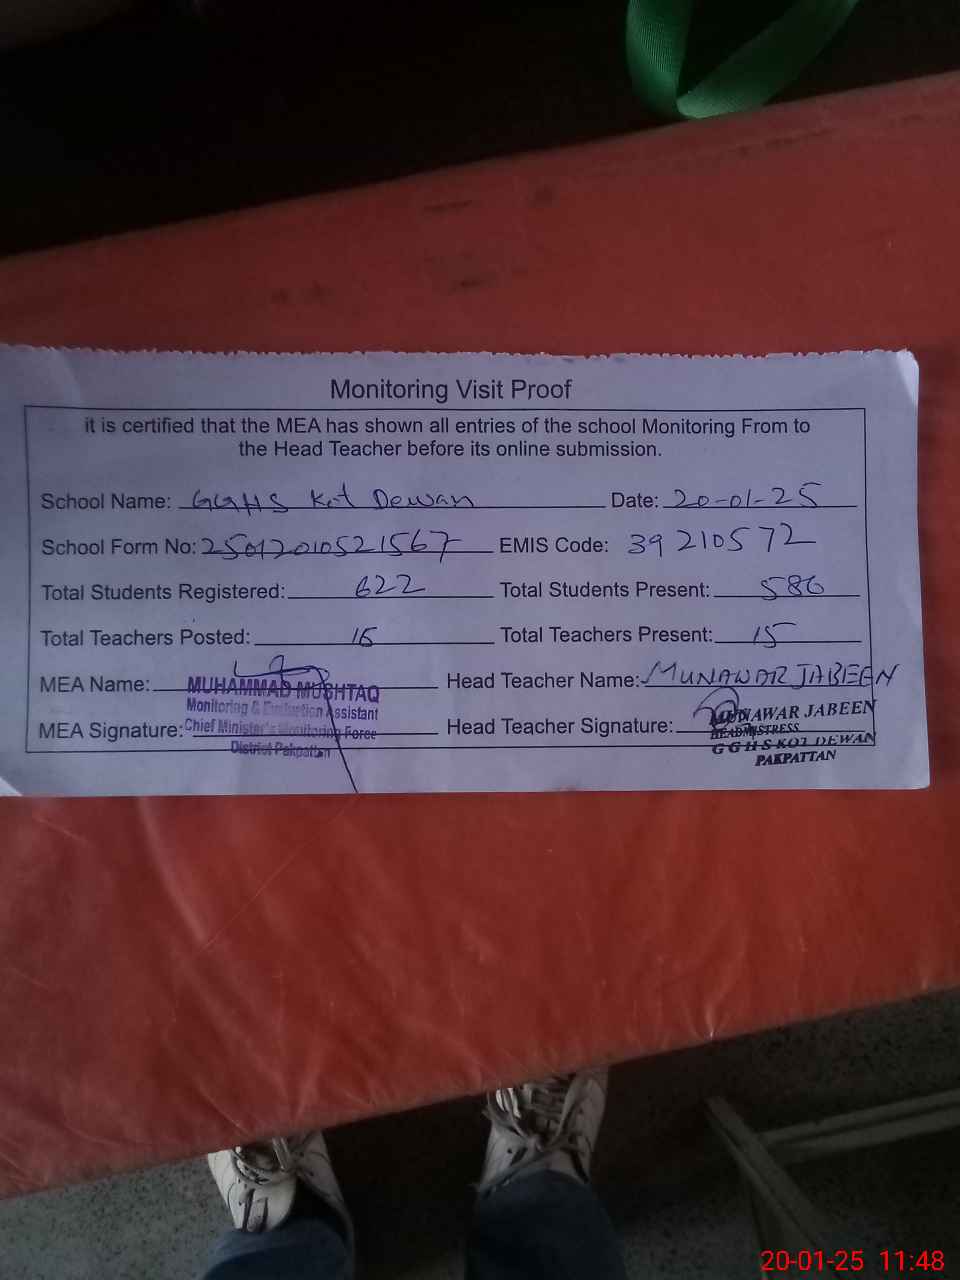 Monitoring Visit Proof
it is certified that the MEA has shown all entries of the school Monitoring From to
the Head Teacher before its online submission.
School Name: GGHS Kot Dewan Date: 20-01-25
School Form No: 25012010521567 EMIS Code: 39210572
Total Students Registered: 622 Total Students Present: 586
Total Teachers Posted: 16 Total Teachers Present: 15
MEA Name: MUHAMMAD MUSHTAQ Head Teacher Name: MUNAWAR JABEEN
Monitoring & Evaluation Assistant
MEA Signature: Chief Minister's Monitoring Force Head Teacher Signature: MUNAWAR JABEEN
District Pakpattan HEADMISTRESS
GGHS KOT DEWAN
PAKPATTAN
20-01-25 11:48